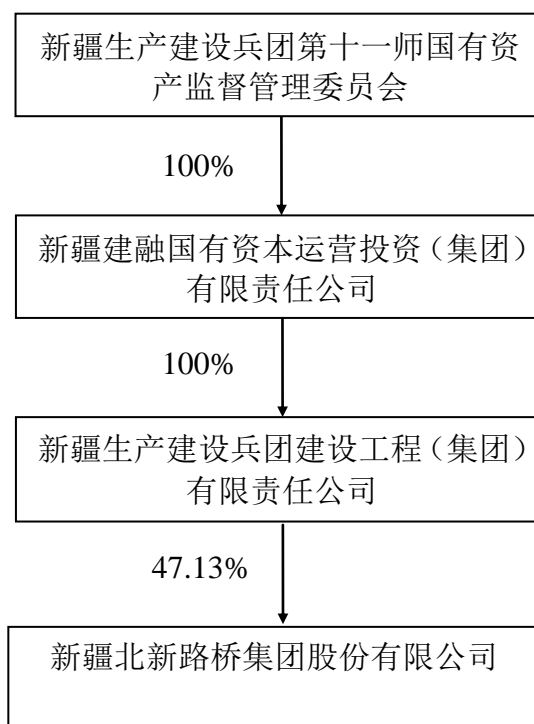 新疆生产建设兵团第十一师国有资
产监督管理委员会
100%
新疆建融国有资本运营投资（集团）
有限责任公司
100%
新疆生产建设兵团建设工程（集团）
有限责任公司
47.13%
新疆北新路桥集团股份有限公司